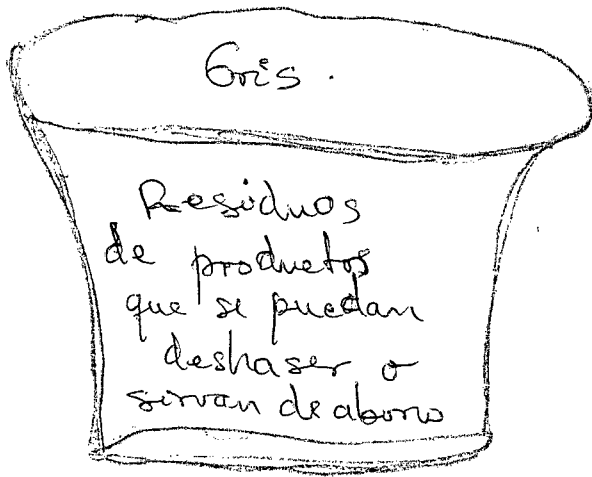 Gris.
Residuos
de productos
que se puedan
deshaser o
sirvan de abono